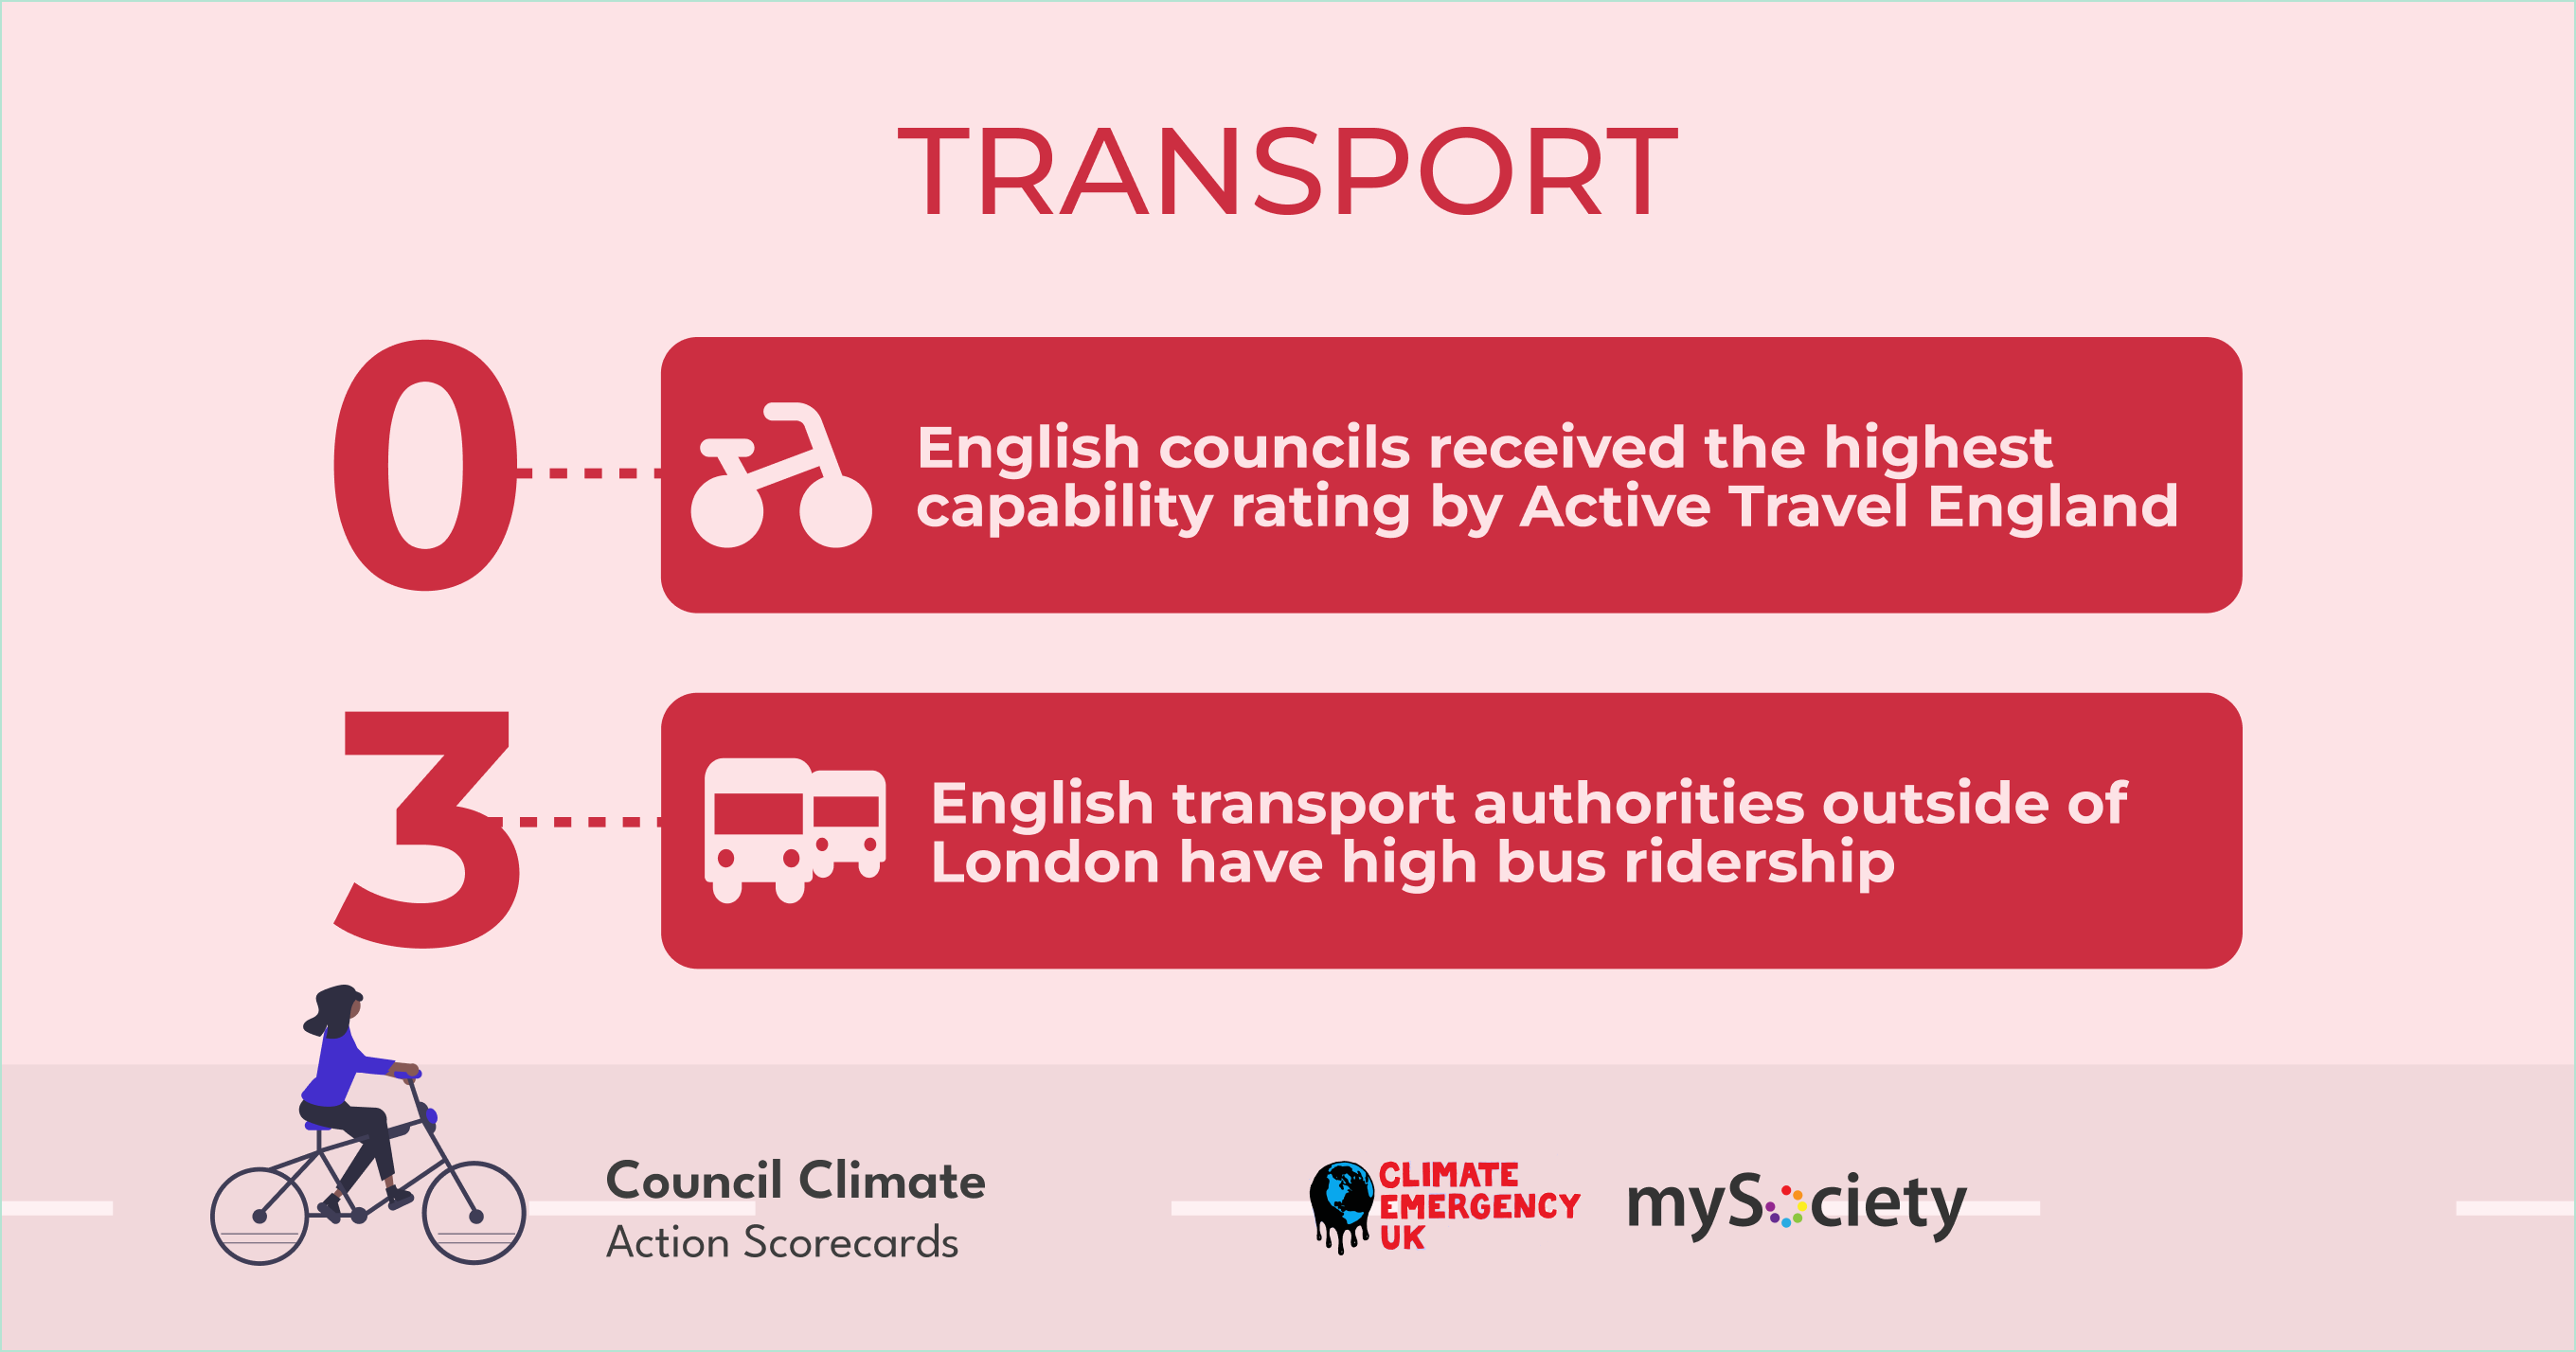 TRANSPORT
0
English councils received the highest
capability rating by Active Travel England
3
English transport authorities outside of
London have high bus ridership
Council Climate
Action Scorecards
CLIMATE
EMERGENCY
UK
mySociety